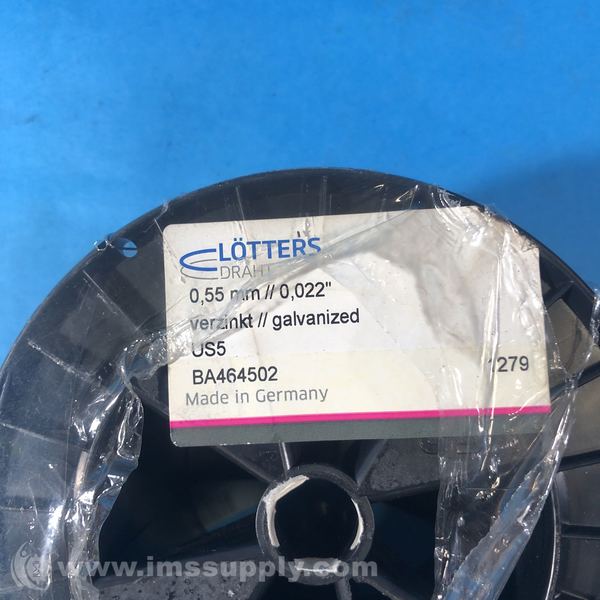 LÖTTERS
DRAHT
0,55 mm // 0,022"
verzinkt // galvanized
US5
BA464502
1279
Made in Germany
© www.imssupply.com